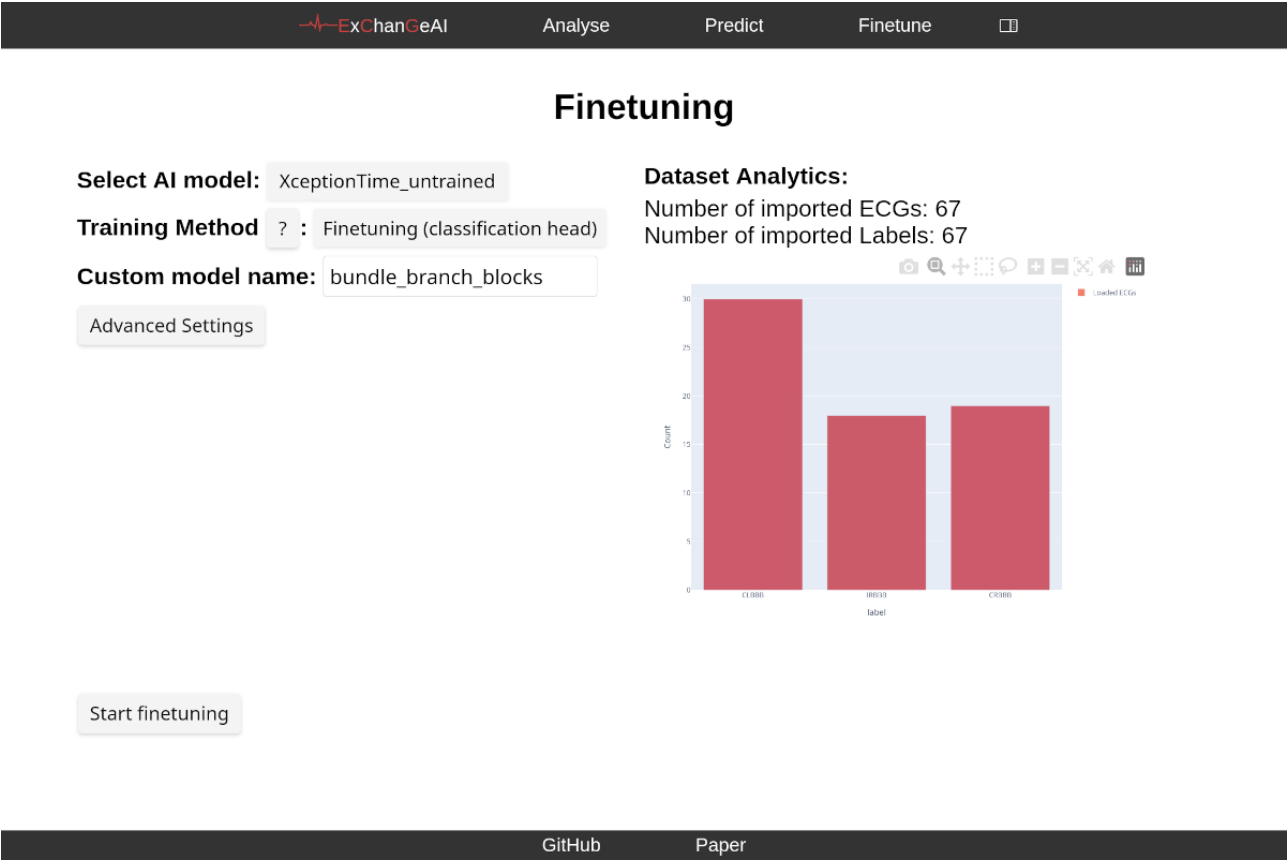 ExChanGeAI Analyse Predict Finetune
Finetuning
Select AI model: XceptionTime_untrained
Training Method ? : Finetuning (classification head)
Custom model name: bundle_branch_blocks
Advanced Settings
Start finetuning
Dataset Analytics:
Number of imported ECGs: 67
Number of imported Labels: 67
Loaded ECGs
30
25
20
15
10
5
0
Count
CLBBB IRBBB CRBBB
label
GitHub Paper